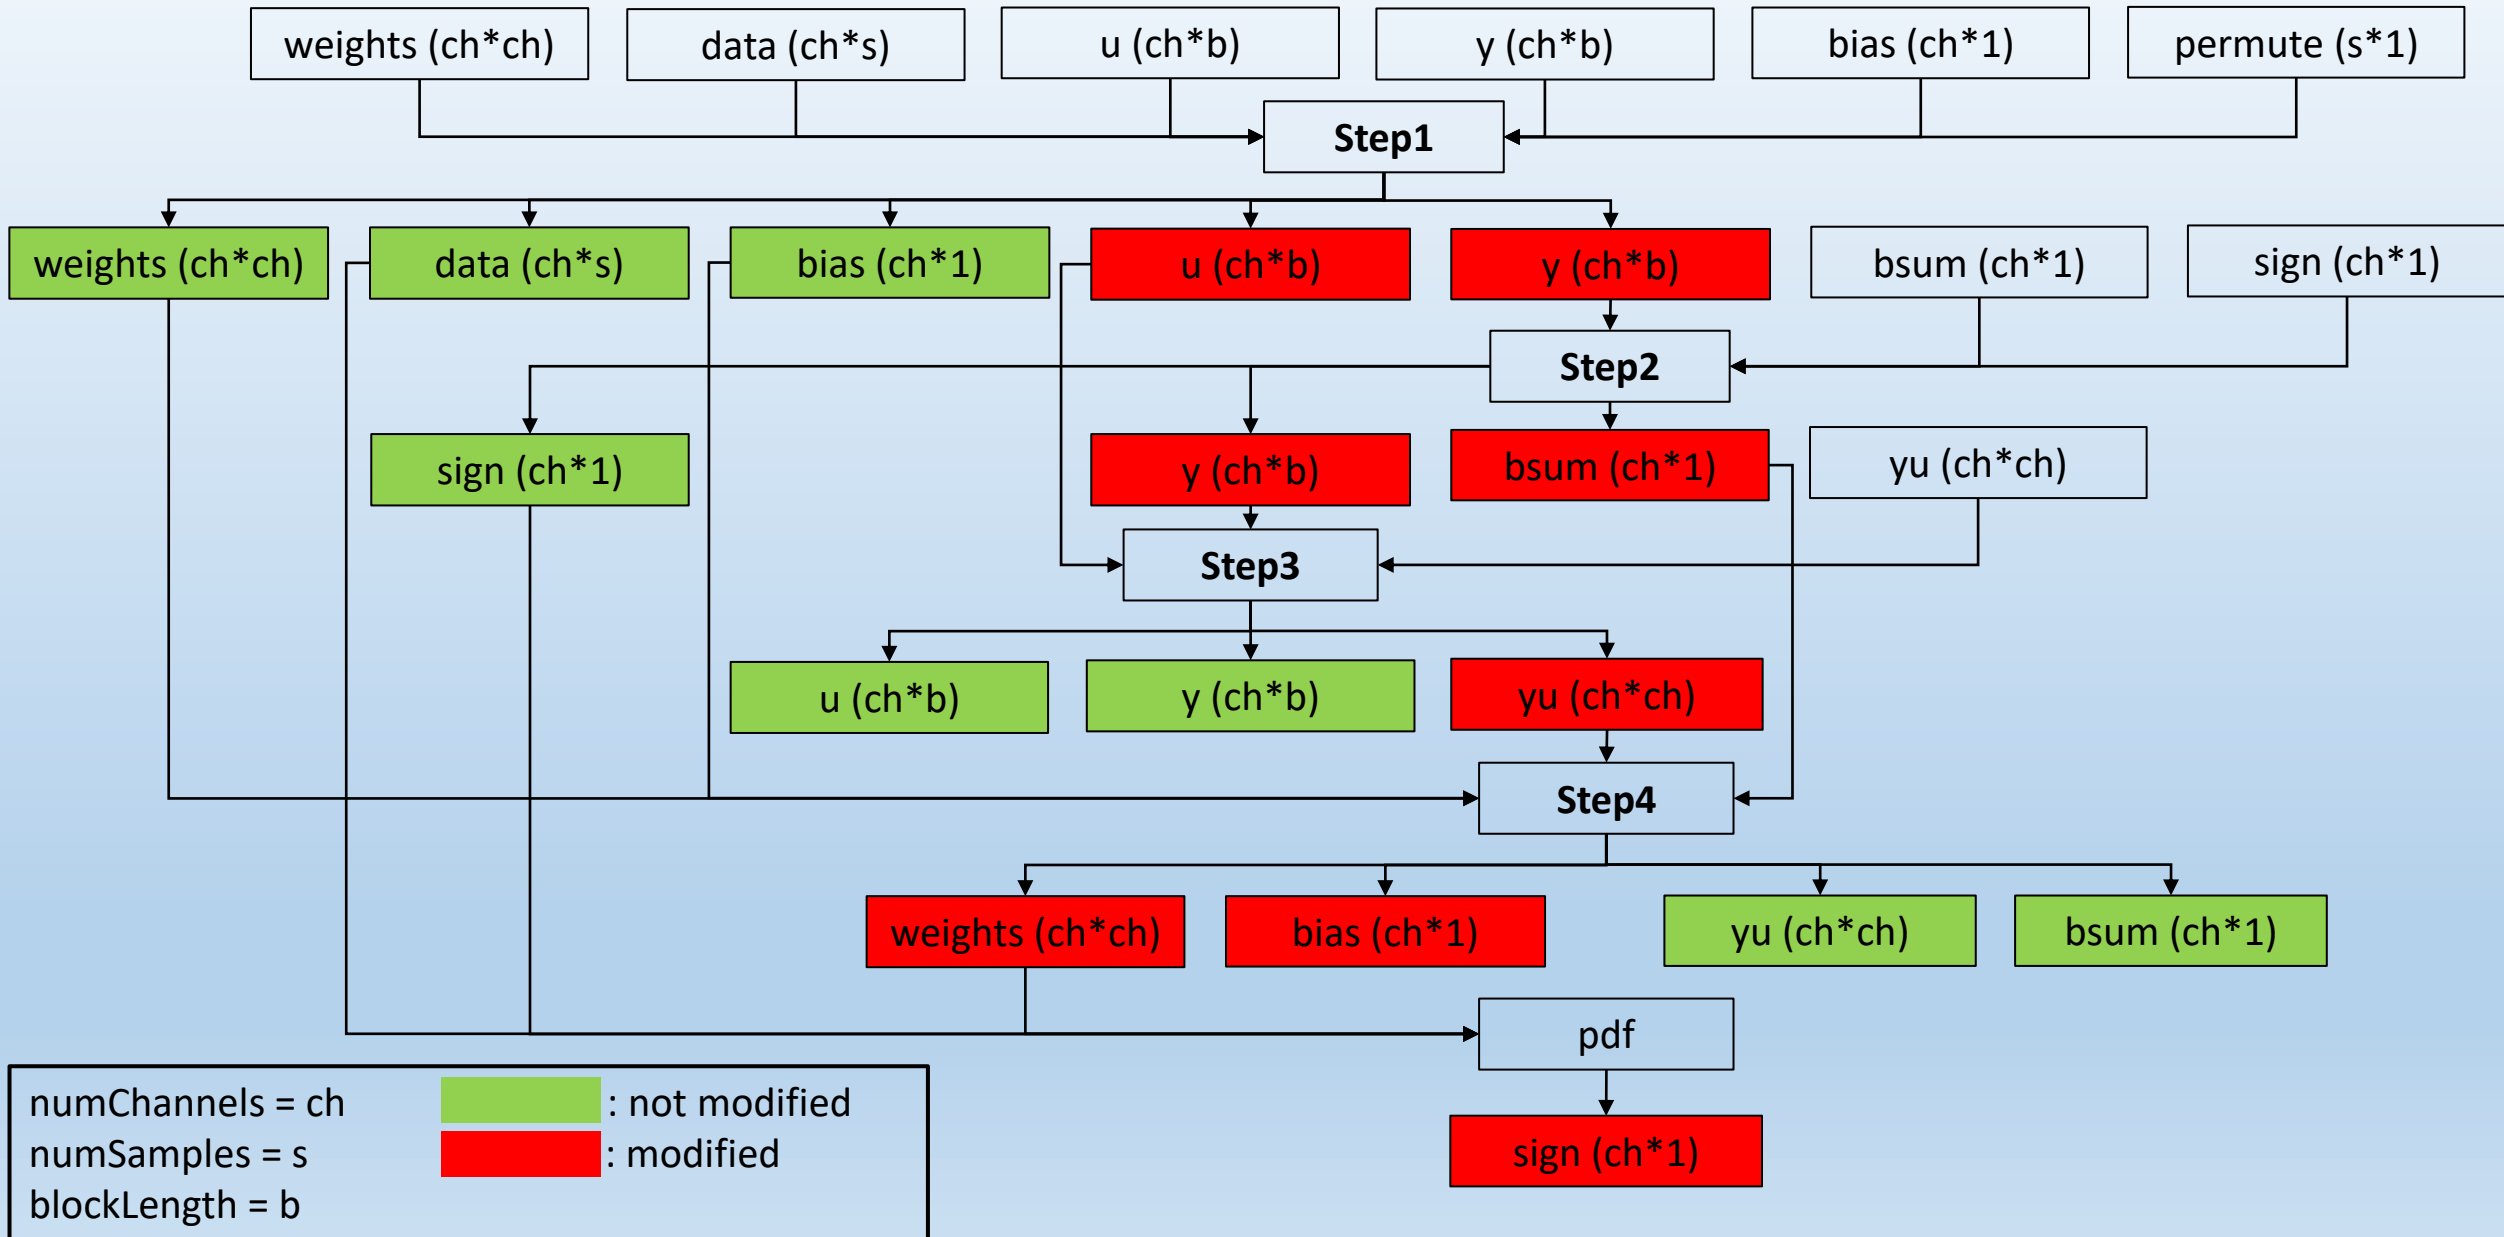 weights (ch*ch)
data (ch*s)
u (ch*b)
y (ch*b)
bias (ch*1)
permute (s*1)
Step1
weights (ch*ch)
data (ch*s)
bias (ch*1)
u (ch*b)
y (ch*b)
bsum (ch*1)
sign (ch*1)
Step2
sign (ch*1)
y (ch*b)
bsum (ch*1)
yu (ch*ch)
Step3
u (ch*b)
y (ch*b)
yu (ch*ch)
Step4
weights (ch*ch)
bias (ch*1)
yu (ch*ch)
bsum (ch*1)
pdf
sign (ch*1)
numChannels = ch
: not modified
numSamples = s
: modified
blockLength = b